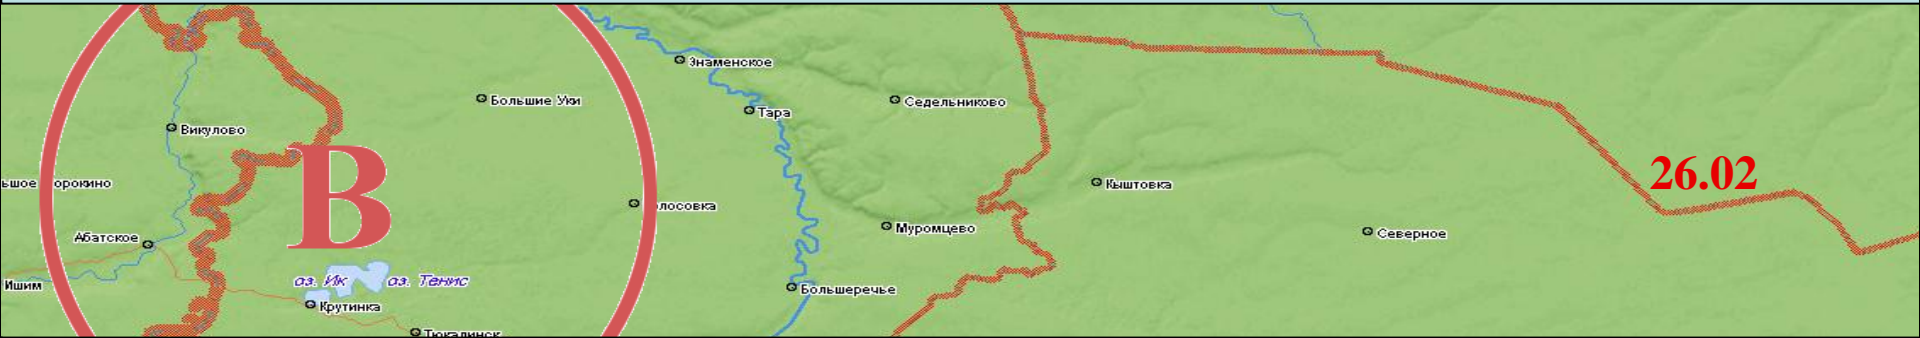 Знаменское
Большие Уки
Седельниково
Тара
Викулово
В
26.02
Кыштовка
Абатское
Муромцево
Северное
оз. Ик
оз. Тенис
Ишим
Большеречье
Крутинка
Тюкалинск